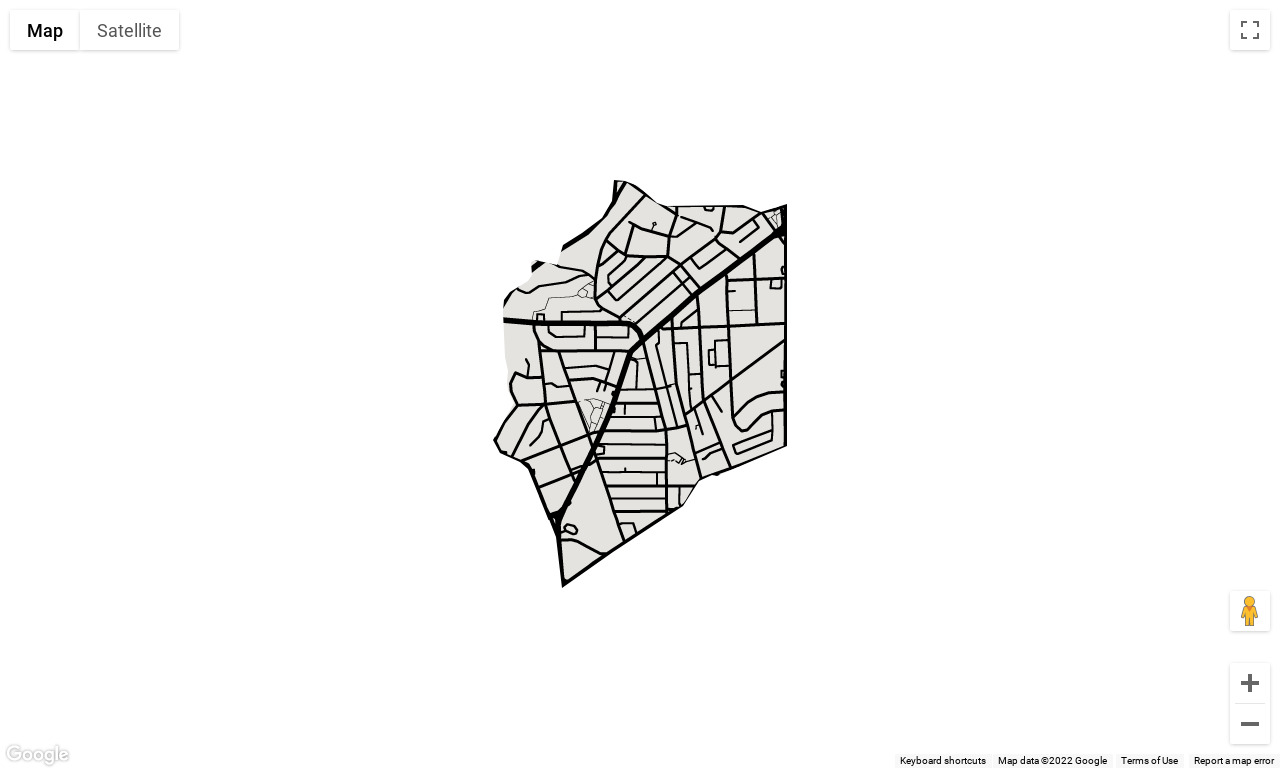 Map Satellite
Google
Keyboard shortcuts Map data ©2022 Google Terms of Use Report a map error